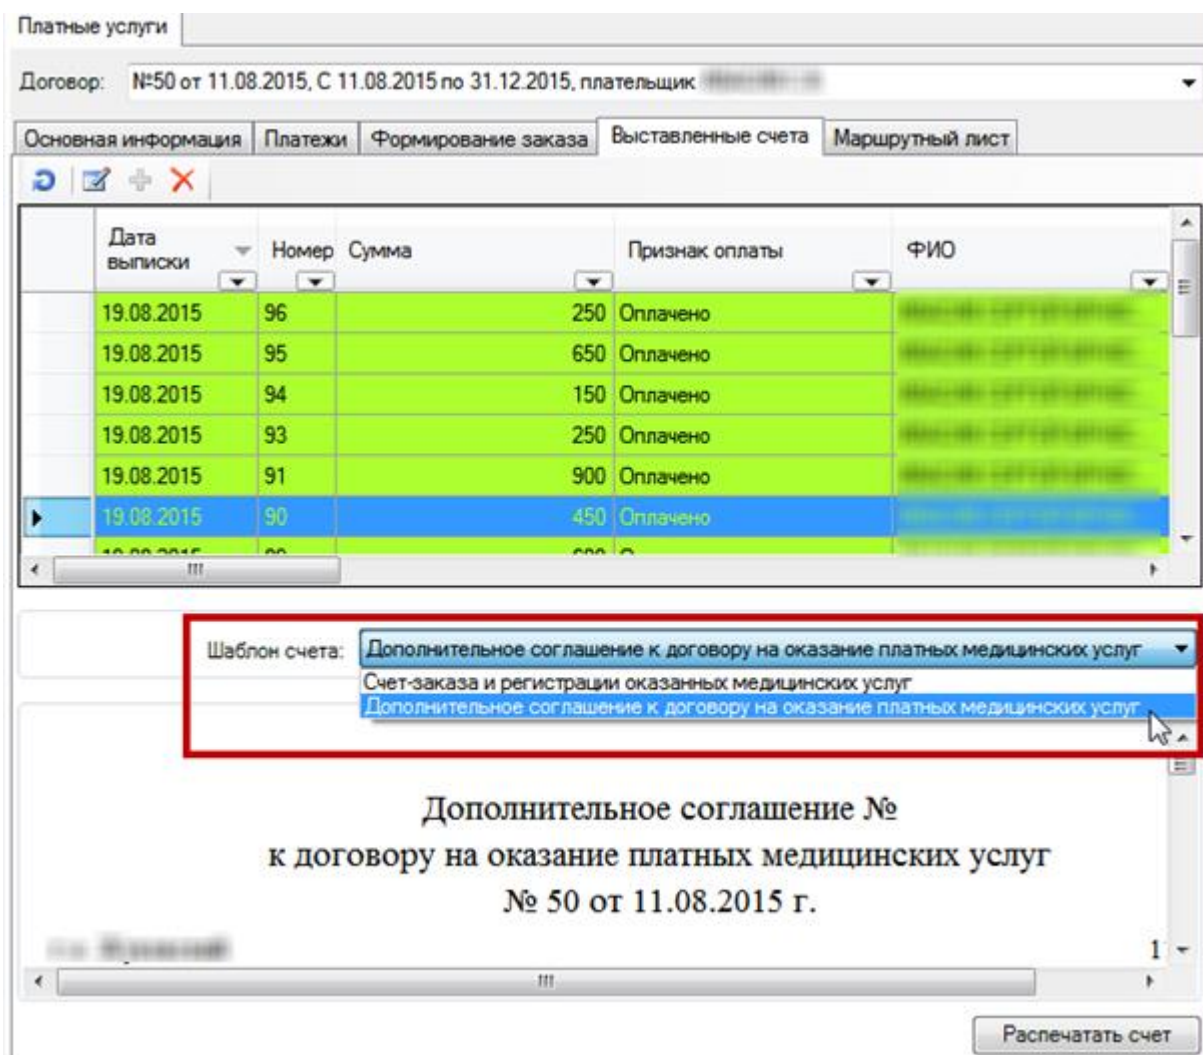 Платные услуги
Договор: №50 от 11.08.2015, С 11.08.2015 по 31.12.2015, плательщик
Основная информация Платежи Формирование заказа Выставленные счета Маршрутный лист
Дата выписки Номер Сумма Признак оплаты ФИО
19.08.2015 96 250 Оплачено
19.08.2015 95 650 Оплачено
19.08.2015 94 150 Оплачено
19.08.2015 93 250 Оплачено
19.08.2015 91 900 Оплачено
19.08.2015 90 450 Оплачено
Шаблон счета: Дополнительное соглашение к договору на оказание платных медицинских услуг
Счет-заказа и регистрации оказанных медицинских услуг
Дополнительное соглашение к договору на оказание платных медицинских услуг
Дополнительное соглашение №
к договору на оказание платных медицинских услуг
№ 50 от 11.08.2015 г.
Распечатать счет